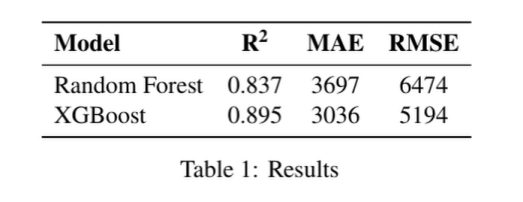 Model R² MAE RMSE
Random Forest 0.837 3697 6474
XGBoost 0.895 3036 5194
Table 1: Results